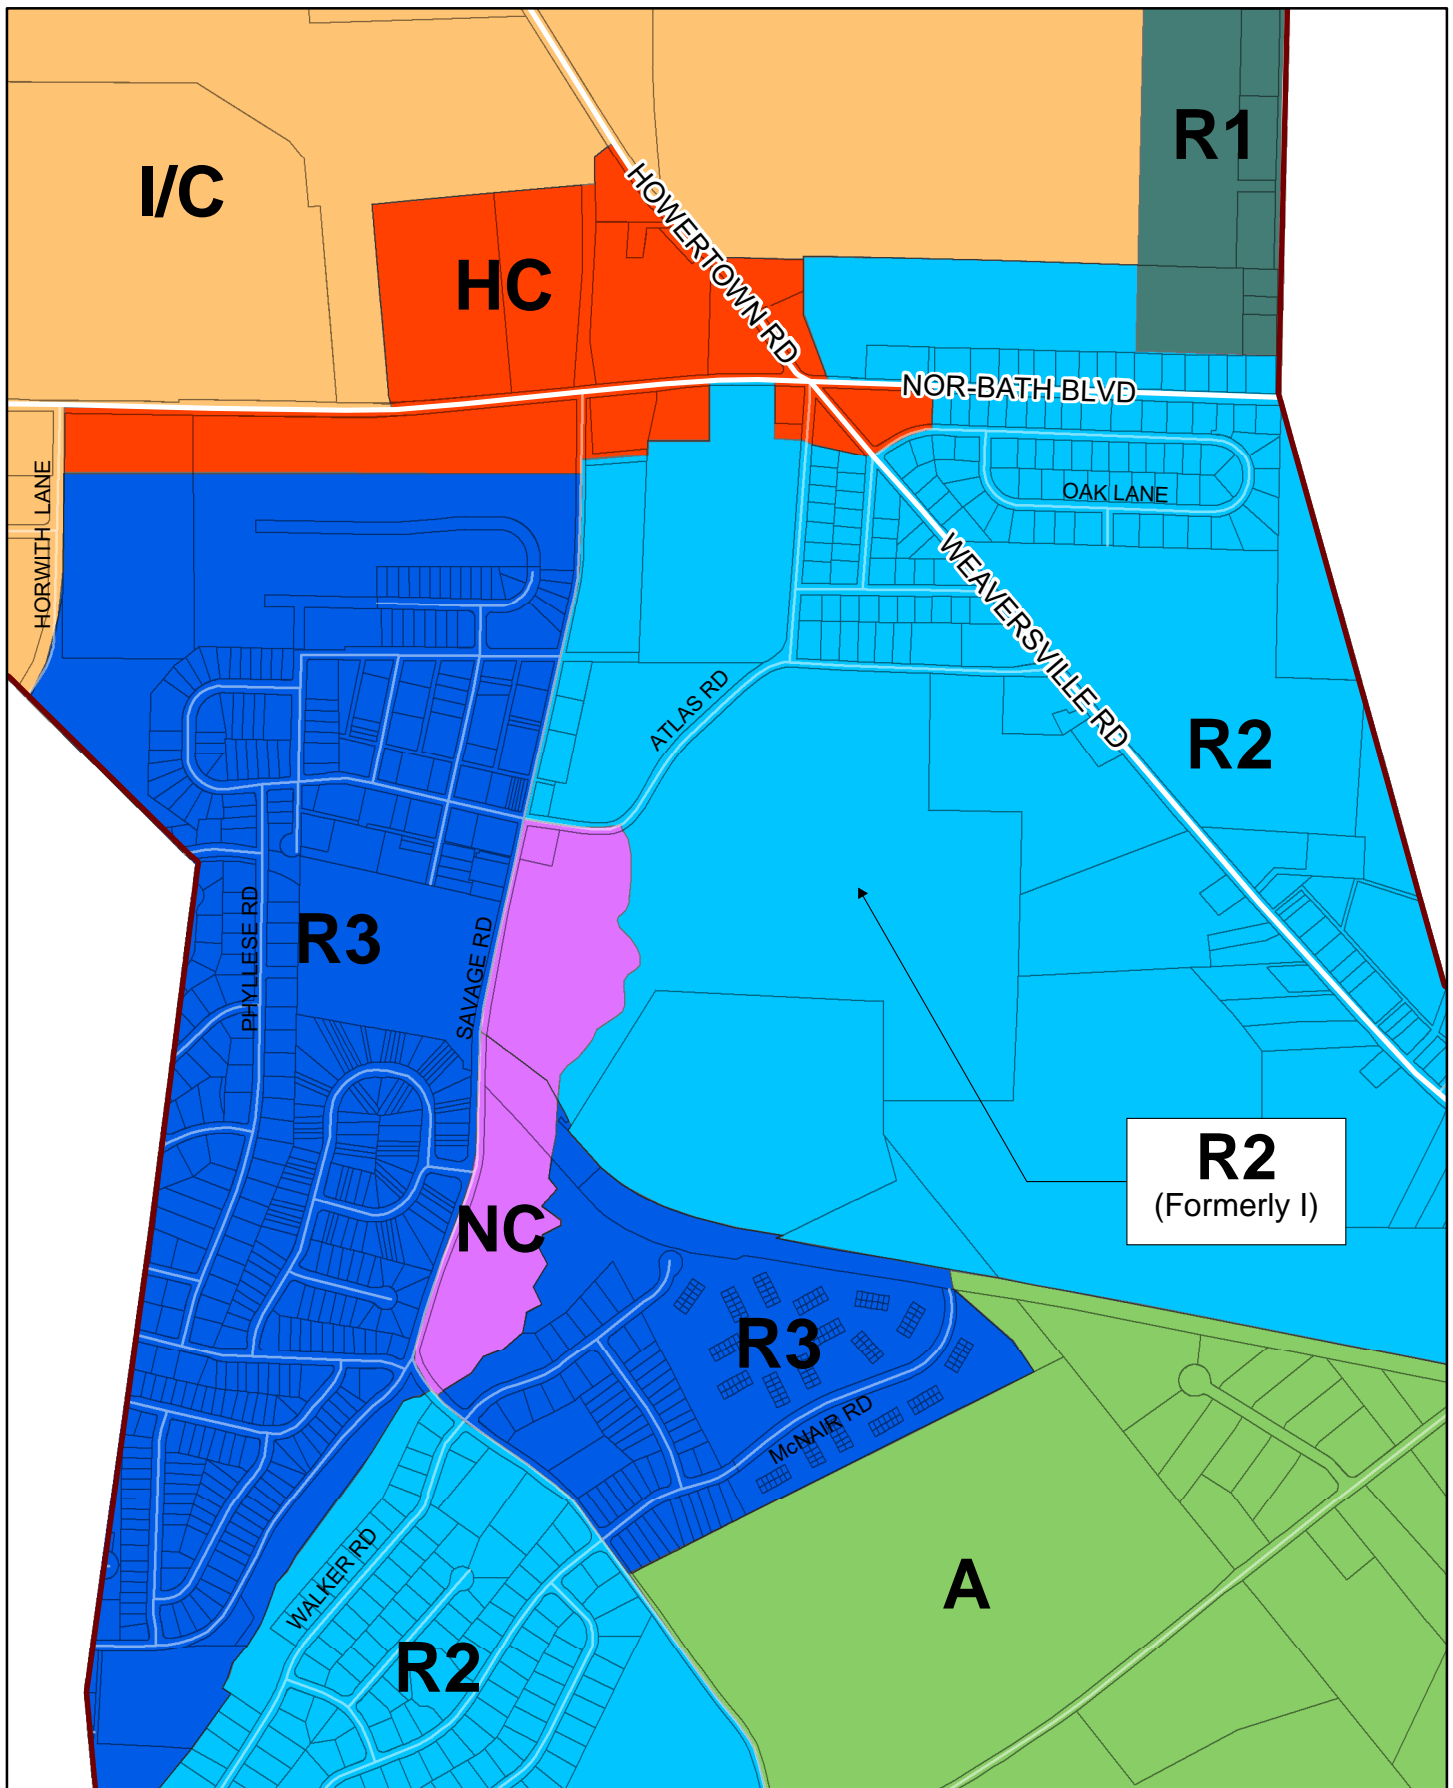 R1
I/C
HOWERTOWN RD
HC
NOR-BATH BLVD
OAK LANE
HORWITH LANE
WEAVERSVILLE RD
ATLAS RD
R2
PHYLLESE RD
R3
SAVAGE RD
R2
(Formerly I)
NC
R3
McNAIR RD
WALKER RD
A
R2